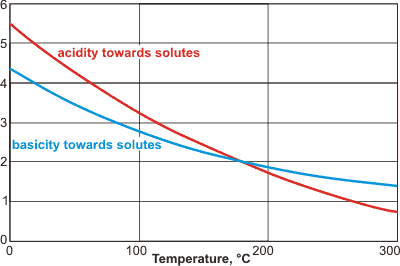 6
5
acidity towards solutes
4
3
basicity towards solutes
2
1
0
0 100 200 300
Temperature, °C